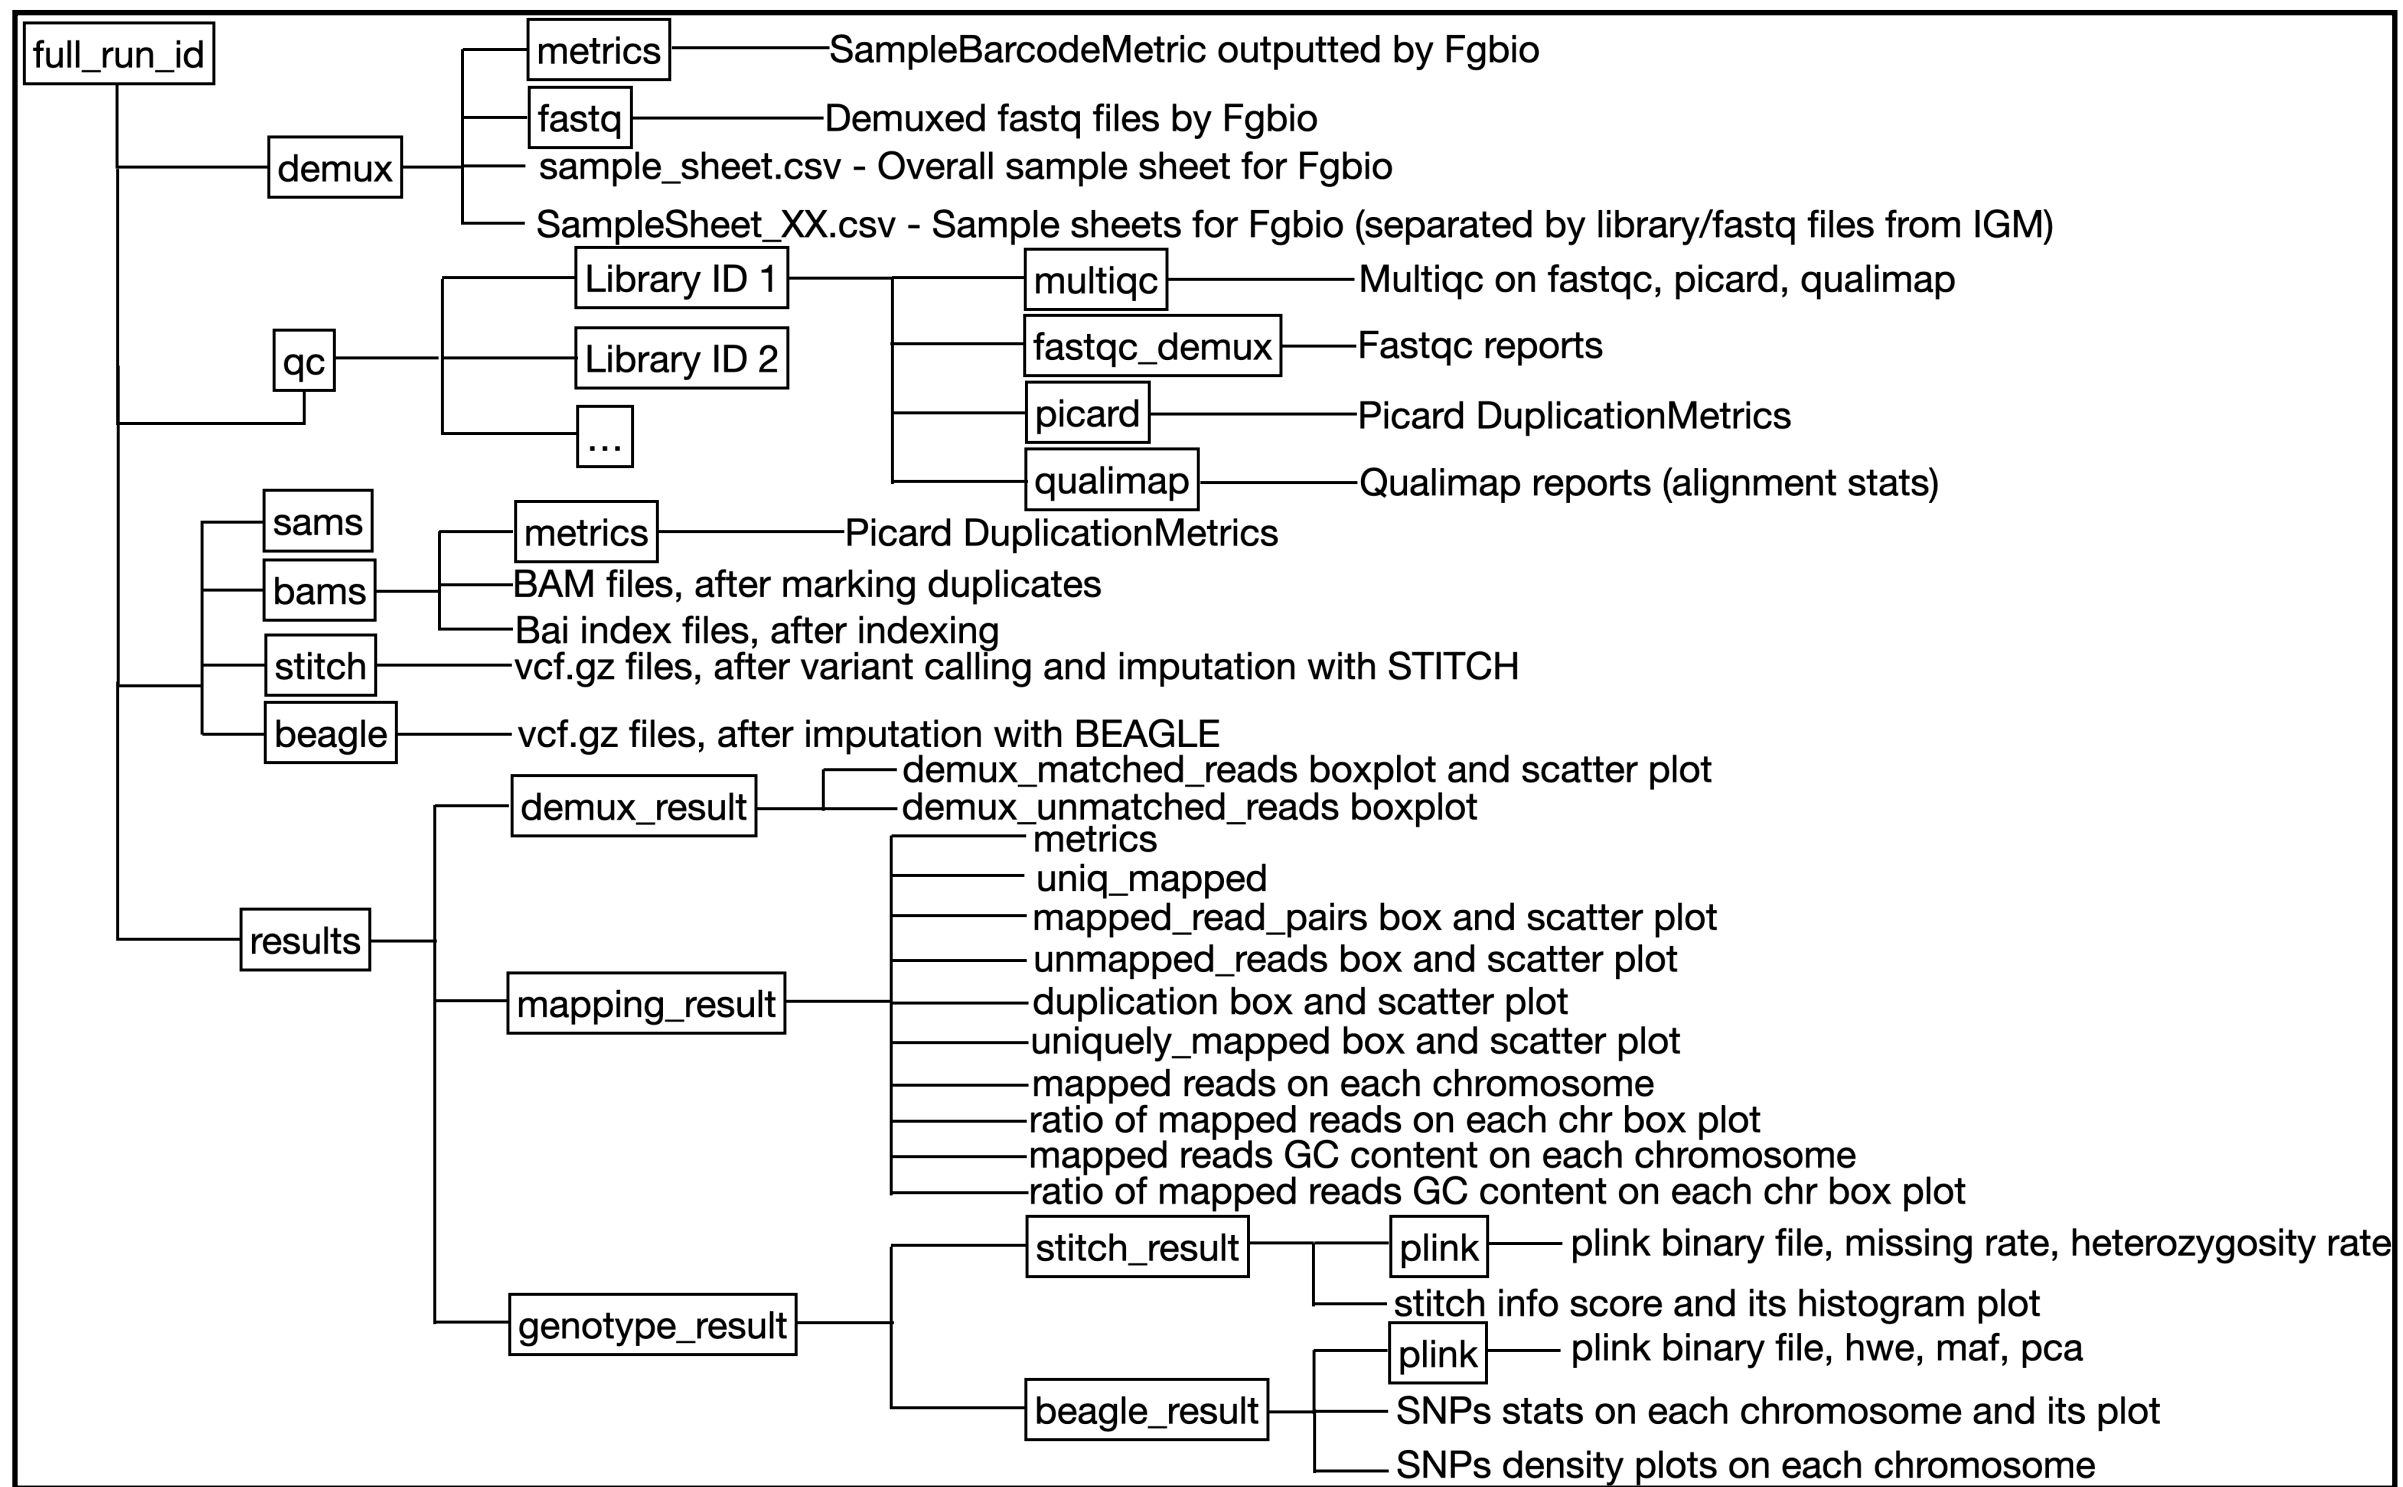 full_run_id
metrics
SampleBarcodeMetric outputted by Fgbio
fastq
Demuxed fastq files by Fgbio
demux
sample_sheet.csv - Overall sample sheet for Fgbio
SampleSheet_XX.csv - Sample sheets for Fgbio (separated by library/fastq files from IGM)
Library ID 1
multiqc
Multiqc on fastqc, picard, qualimap
qc
Library ID 2
fastqc_demux
Fastqc reports
...
picard
Picard DuplicationMetrics
qualimap
Qualimap reports (alignment stats)
sams
metrics
Picard DuplicationMetrics
bams
BAM files, after marking duplicates
Bai index files, after indexing
stitch
vcf.gz files, after variant calling and imputation with STITCH
beagle
vcf.gz files, after imputation with BEAGLE
demux_result
demux_matched_reads boxplot and scatter plot
demux_unmatched_reads boxplot
results
mapping_result
metrics
uniq_mapped
mapped_read_pairs box and scatter plot
unmapped_reads box and scatter plot
duplication box and scatter plot
uniquely_mapped box and scatter plot
mapped reads on each chromosome
ratio of mapped reads on each chr box plot
mapped reads GC content on each chromosome
ratio of mapped reads GC content on each chr box plot
genotype_result
stitch_result
plink
plink binary file, missing rate, heterozygosity rate
stitch info score and its histogram plot
beagle_result
plink
plink binary file, hwe, maf, pca
SNPs stats on each chromosome and its plot
SNPs density plots on each chromosome